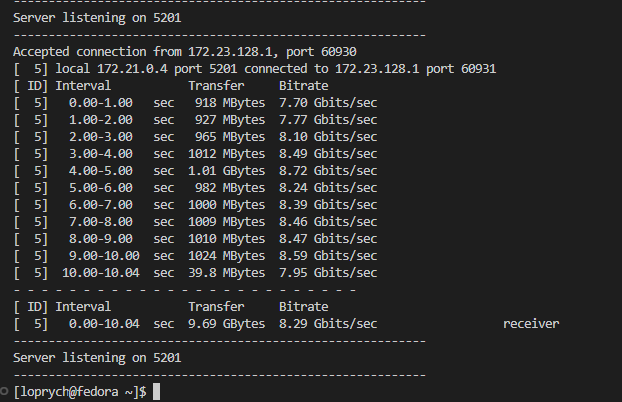 -----------------------------------------------------------
Server listening on 5201
-----------------------------------------------------------
Accepted connection from 172.23.128.1, port 60930
[  5] local 172.21.0.4 port 5201 connected to 172.23.128.1 port 60931
[ ID] Interval           Transfer     Bitrate
[  5]   0.00-1.00   sec   918 MBytes  7.70 Gbits/sec
[  5]   1.00-2.00   sec   927 MBytes  7.77 Gbits/sec
[  5]   2.00-3.00   sec   965 MBytes  8.10 Gbits/sec
[  5]   3.00-4.00   sec  1012 MBytes  8.49 Gbits/sec
[  5]   4.00-5.00   sec  1.01 GBytes  8.72 Gbits/sec
[  5]   5.00-6.00   sec   982 MBytes  8.24 Gbits/sec
[  5]   6.00-7.00   sec  1000 MBytes  8.39 Gbits/sec
[  5]   7.00-8.00   sec  1009 MBytes  8.46 Gbits/sec
[  5]   8.00-9.00   sec  1010 MBytes  8.47 Gbits/sec
[  5]   9.00-10.00  sec  1024 MBytes  8.59 Gbits/sec
[  5]  10.00-10.04  sec  39.8 MBytes  7.95 Gbits/sec
- - - - - - - - - - - - - - - - - - - - - - - - -
[ ID] Interval           Transfer     Bitrate
[  5]   0.00-10.04  sec  9.69 GBytes  8.29 Gbits/sec                  receiver
-----------------------------------------------------------
Server listening on 5201
-----------------------------------------------------------
[loprych@fedora ~]$